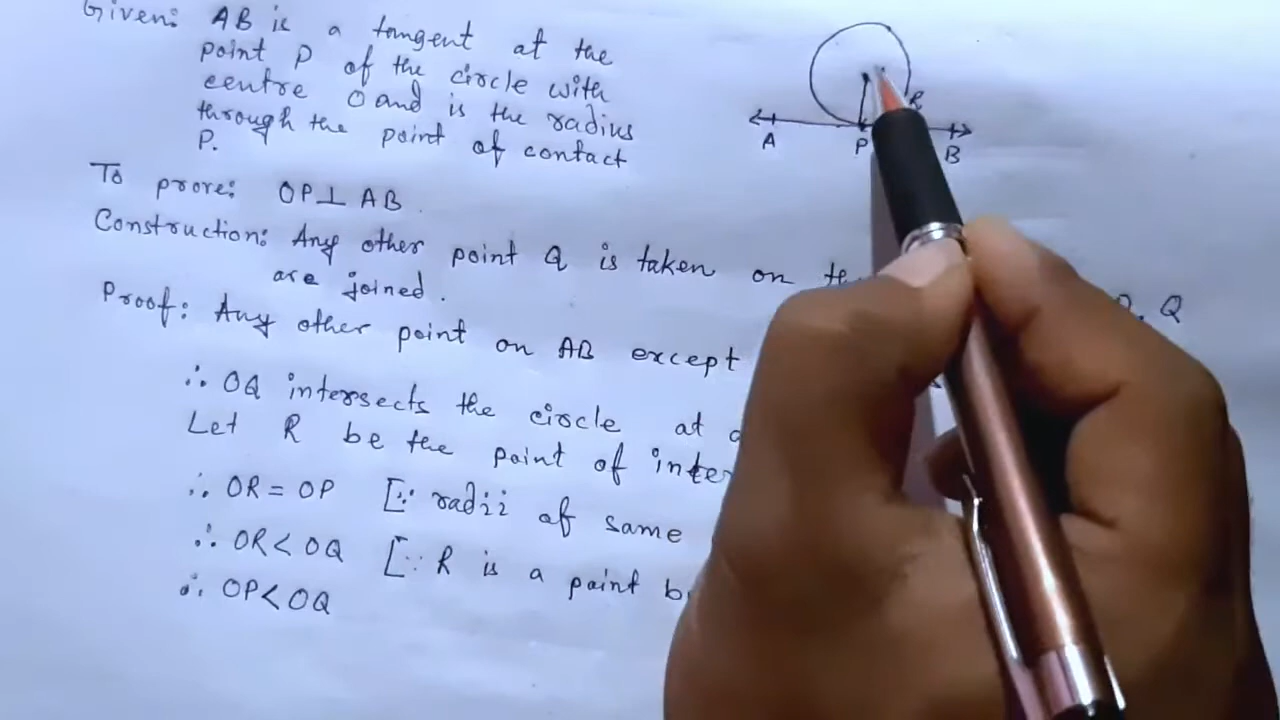 Given: AB is a tangent at the
point P of the circle with
centre O and is the radius
through the point of contact
P.
R
A P B
To prove: OP⊥AB.
Construction: Any other point Q is taken on
are joined.
Q
Proof: Any other point on AB except
∴ OQ intersects the circle at
Let R be the point of
∴ OR = OP [∵ radii of same
∴ OR < OQ [∵ R is a point
∴ OP < OQ